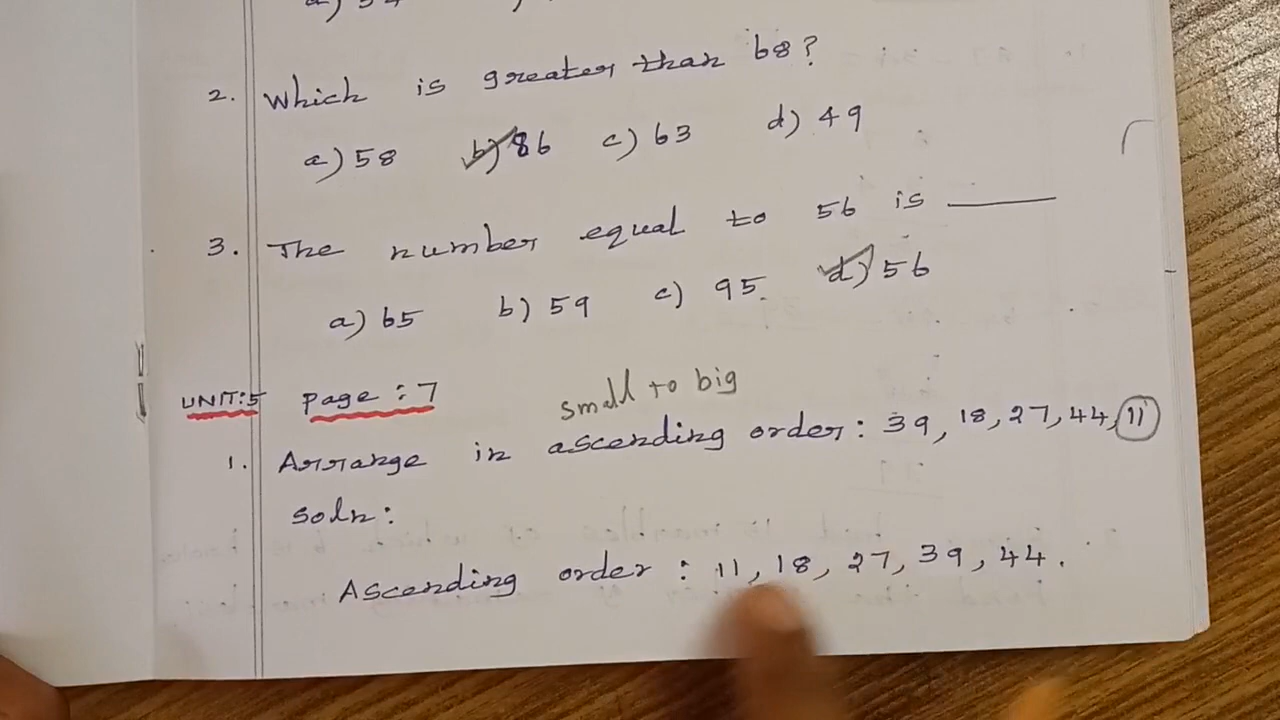 2. Which is greater than 68?
a) 58 b) 86 c) 63 d) 49
3. The number equal to 56 is ____
a) 65 b) 59 c) 95. d) 56
UNIT:5 Page : 7
small to big
1. Arrange in ascending order : 39, 18, 27, 44, 11
Soln:
Ascending order : 11, 18, 27, 39, 44.